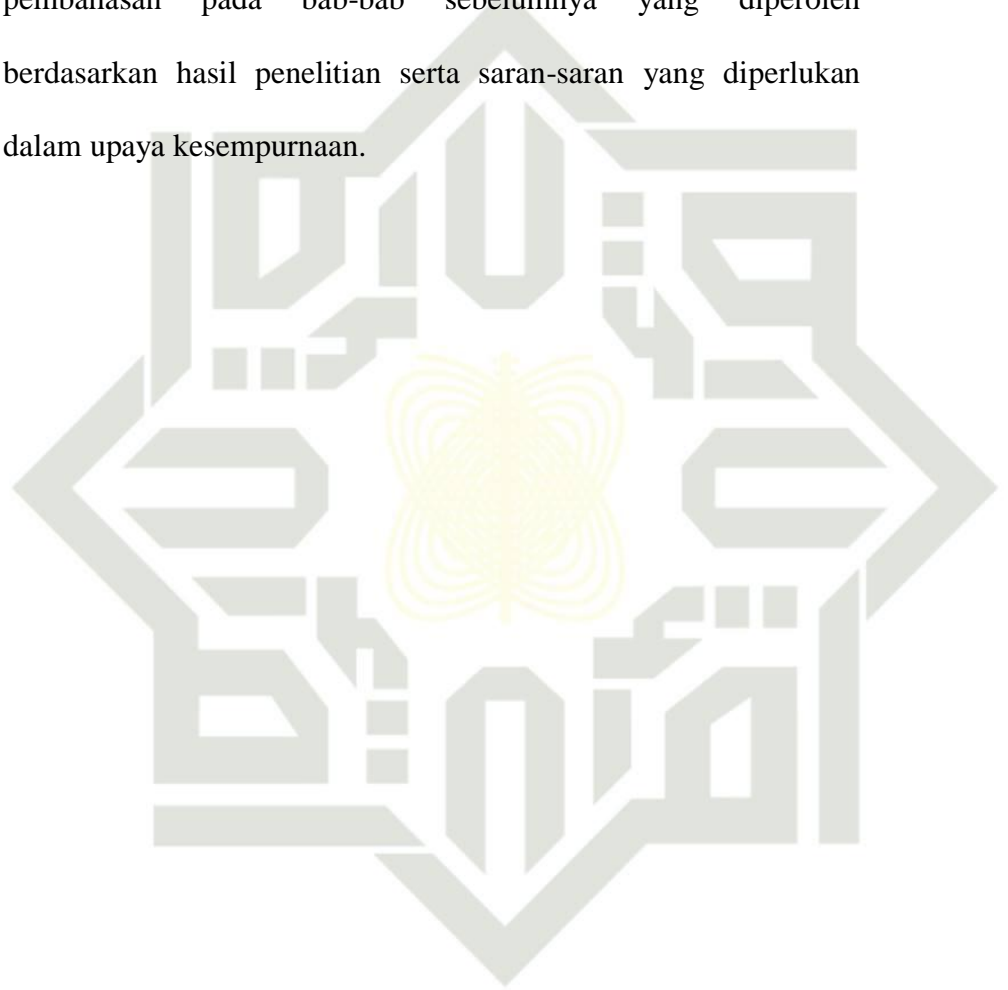 pembahasan pada bab-bab sebelumnya yang diperoleh
berdasarkan hasil penelitian serta saran-saran yang diperlukan
dalam upaya kesempurnaan.